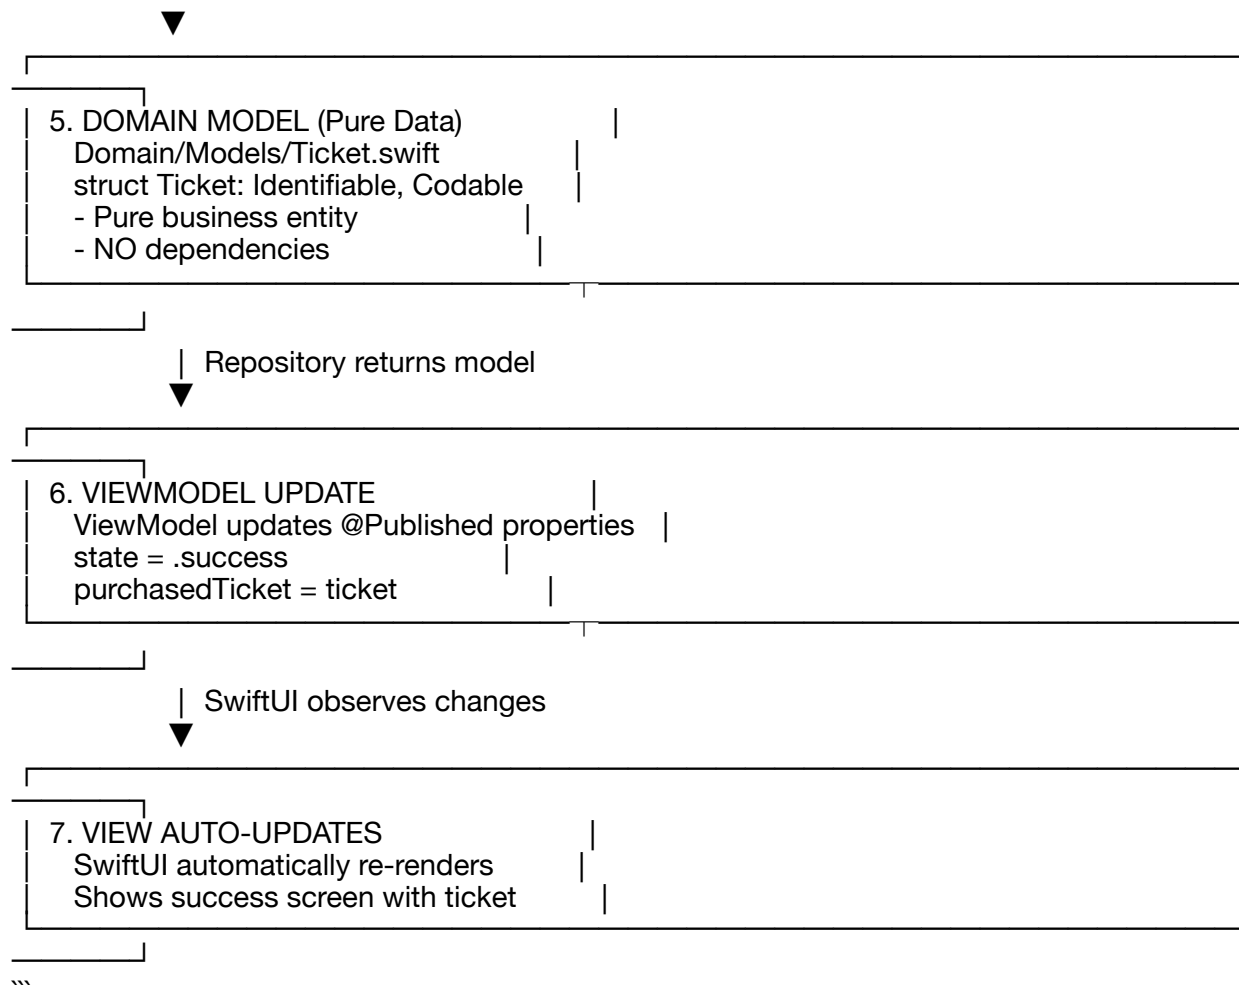 ▼
┌──────────────────────────────────────────────────
──────┐
│ 5. DOMAIN MODEL (Pure Data) │
│ Domain/Models/Ticket.swift │
│ struct Ticket: Identifiable, Codable │
│ - Pure business entity │
│ - NO dependencies │
└──────────────────────┬───────────────────────────
──────┘
│ Repository returns model
▼
┌──────────────────────────────────────────────────
──────┐
│ 6. VIEWMODEL UPDATE │
│ ViewModel updates @Published properties │
│ state = .success │
│ purchasedTicket = ticket │
└──────────────────────┬───────────────────────────
──────┘
│ SwiftUI observes changes
▼
┌──────────────────────────────────────────────────
──────┐
│ 7. VIEW AUTO-UPDATES │
│ SwiftUI automatically re-renders │
│ Shows success screen with ticket │
└──────────────────────────────────────────────────
──────┘
```